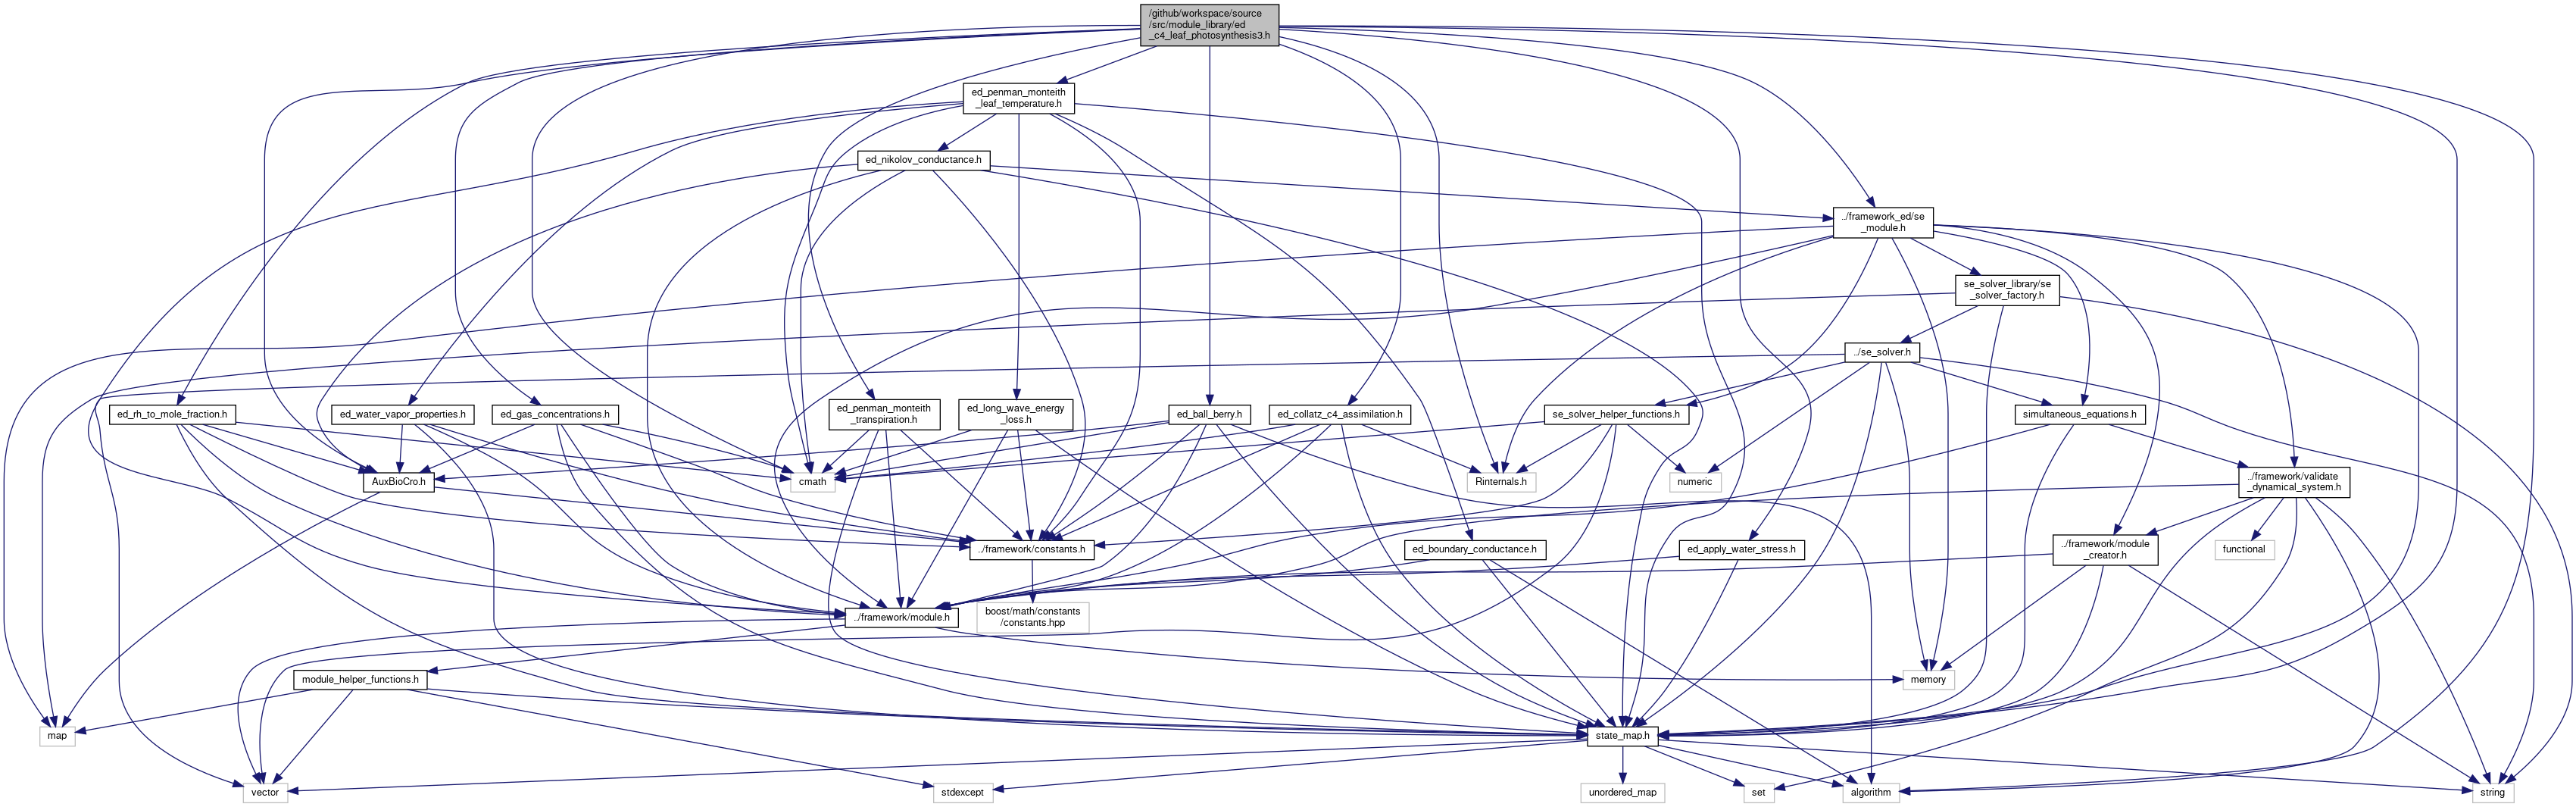 /github/workspace/source
/src/module_library/ed
_c4_leaf_photosynthesis3.h
ed_penman_monteith
_leaf_temperature.h
ed_nikolov_conductance.h
../framework_ed/se
_module.h
se_solver_library/se
_solver_factory.h
../se_solver.h
ed_rh_to_mole_fraction.h
ed_water_vapor_properties.h
ed_gas_concentrations.h
ed_penman_monteith
_transpiration.h
ed_long_wave_energy
_loss.h
ed_ball_berry.h
ed_collatz_c4_assimilation.h
se_solver_helper_functions.h
simultaneous_equations.h
AuxBioCro.h
cmath
Rinternals.h
numeric
../framework/validate
_dynamical_system.h
../framework/constants.h
ed_boundary_conductance.h
ed_apply_water_stress.h
../framework/module
_creator.h
functional
../framework/module.h
boost/math/constants
/constants.hpp
module_helper_functions.h
memory
map
state_map.h
vector
stdexcept
unordered_map
set
algorithm
string